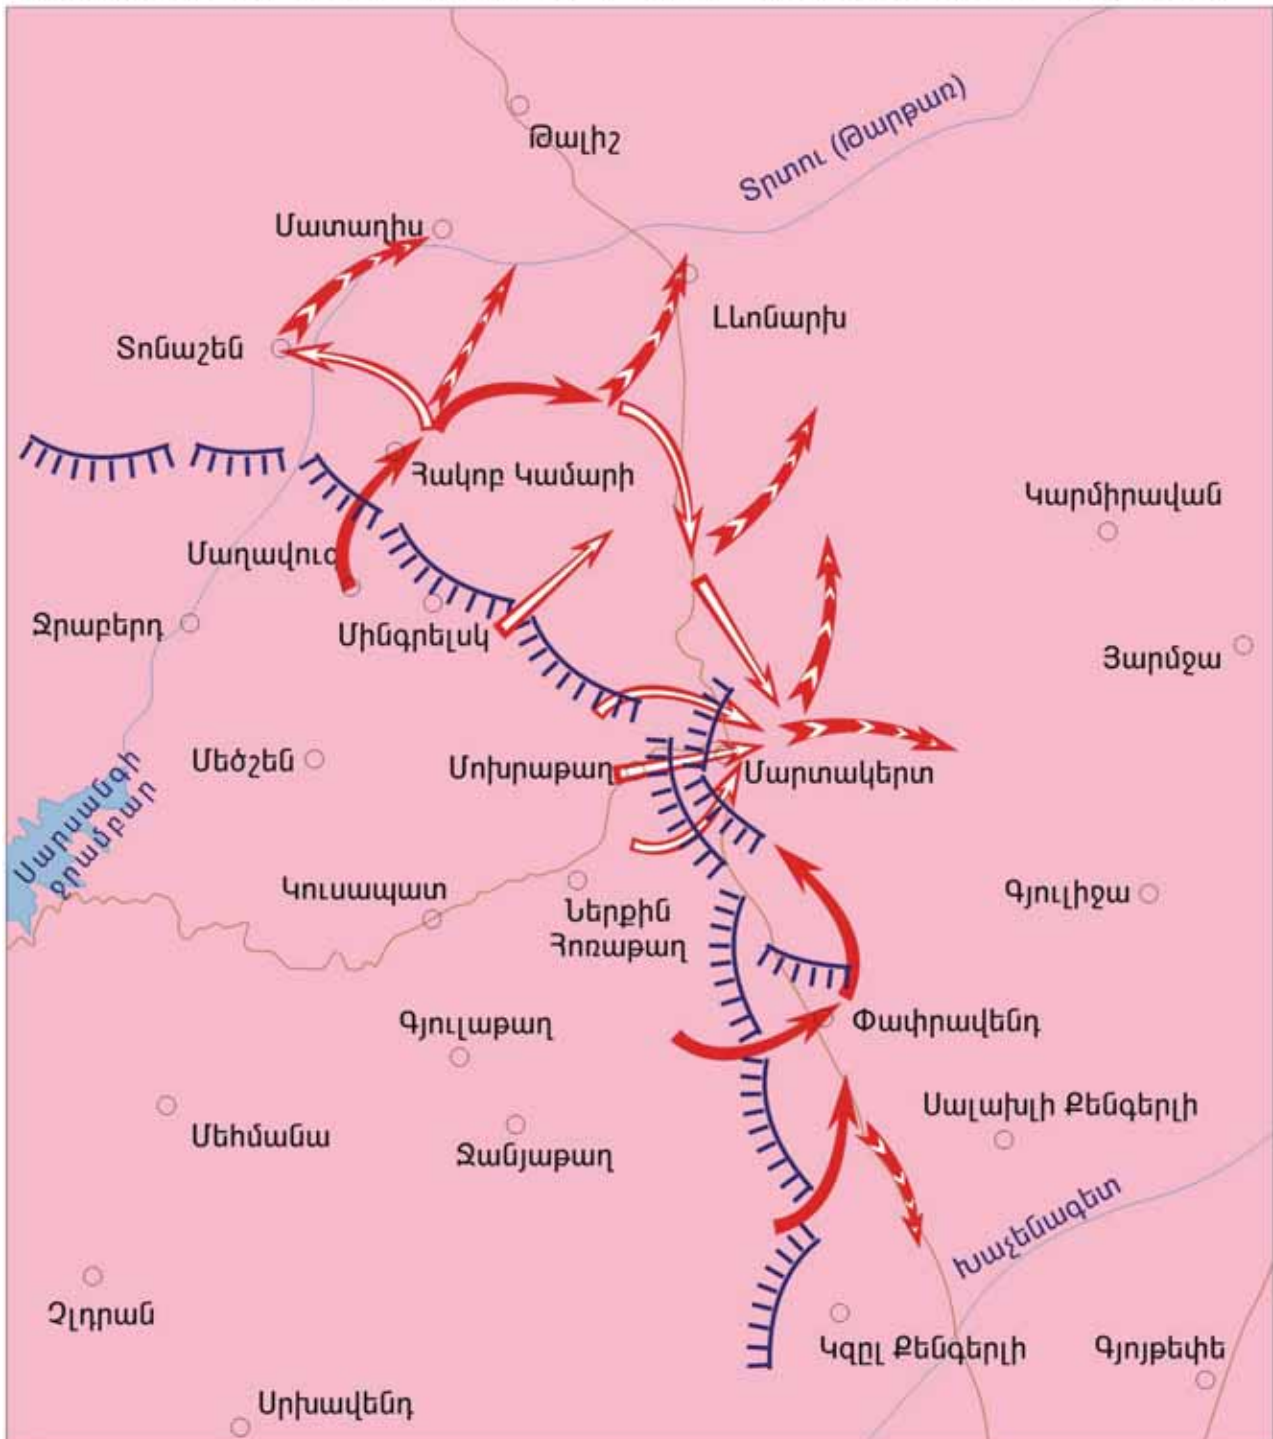 Թալիշ
Տրտու (Թարթառ)
Մատաղիս
Լևոնարխ
Տոնաշեն
Հակոբ Կամարի
Կարմիրավան
Մաղավուզ
Ջրաբերդ
Մինգրելսկ
Յարմջա
Մեծշեն
Մոխրաթաղ
Մարտակերտ
Սարսանգի
ջրամբար
Կուսապատ
Ներքին
Հոռաթաղ
Գյուլիջա
Գյուլաթաղ
Փափրավենդ
Սալախլի Քենգերլի
Մեհմանա
Ջանյաթաղ
Խաչենագետ
Չլդրան
Կզըլ Քենգերլի
Գյոյթեփե
Սրխավենդ